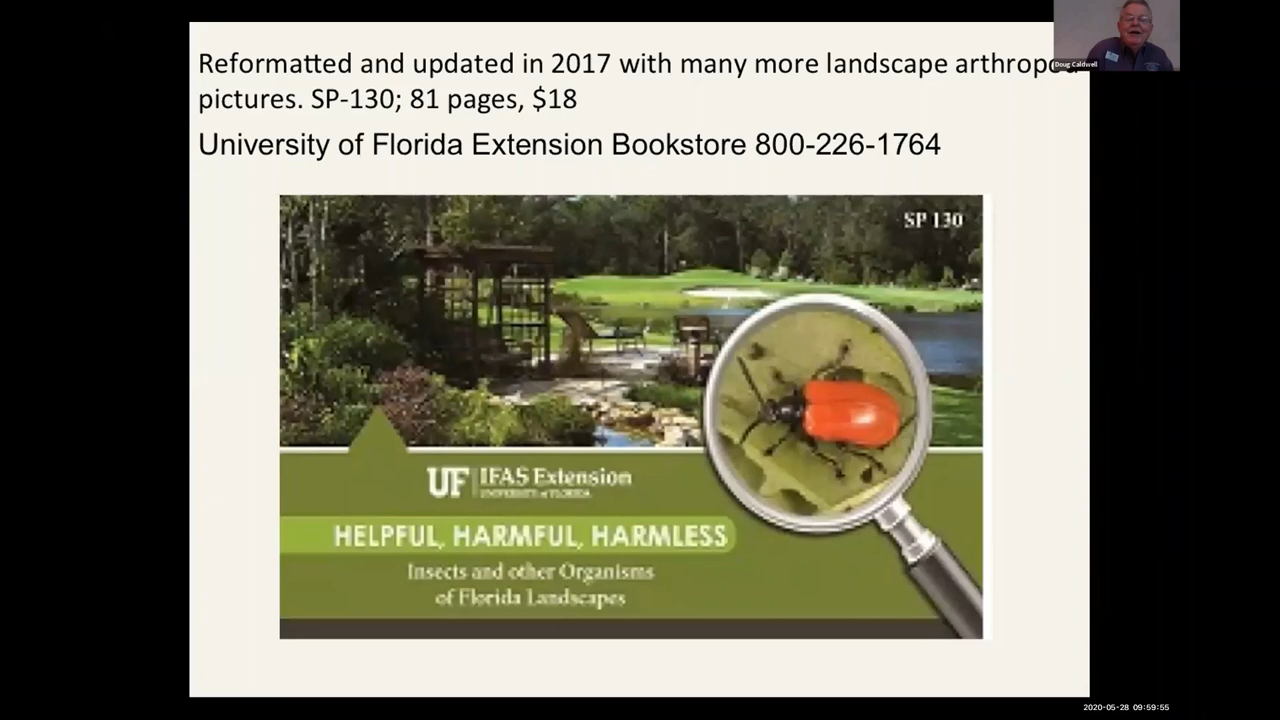 Reformatted and updated in 2017 with many more landscape
pictures. SP-130; 81 pages, $18
University of Florida Extension Bookstore 800-226-1764
Doug Caldwell
SP 130
UF IFAS Extension
UNIVERSITY of FLORIDA
HELPFUL, HARMFUL, HARMLESS
Insects and other Organisms
of Florida Landscapes
2020-05-28 09:59:55